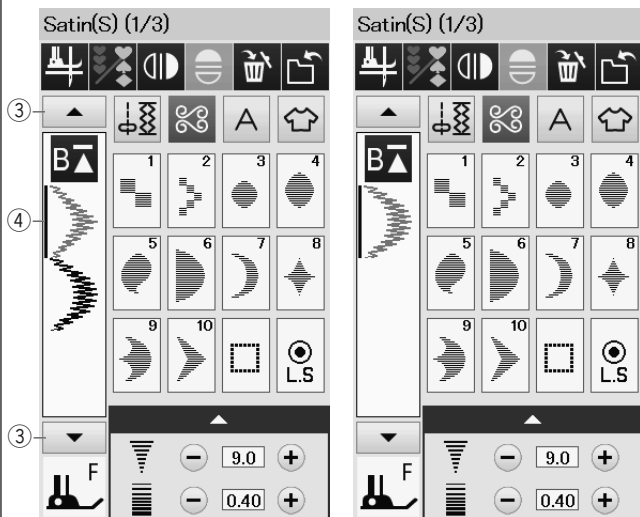 Satin(S) (1/3)
③
A
B
1 2 3 4
④
5 6 7 8
9 10
L.S
③
9.0
F
0.40
Satin(S) (1/3)
A
B
1 2 3 4
5 6 7 8
9 10
L.S
9.0
F
0.40